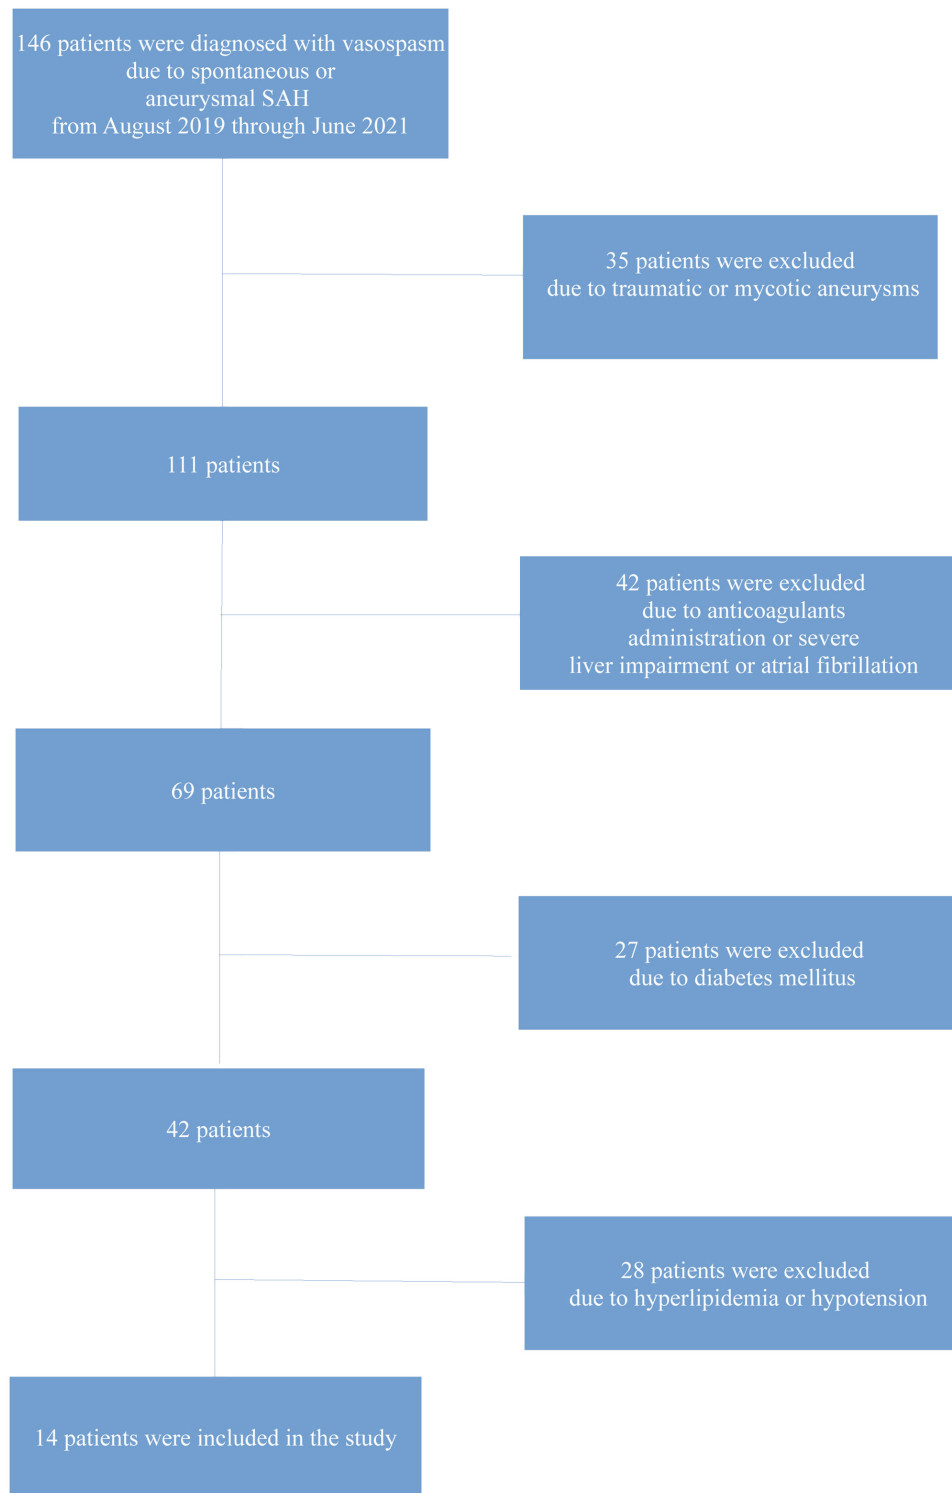 146 patients were diagnosed with vasospasm
due to spontaneous or
aneurysmal SAH
from August 2019 through June 2021
35 patients were excluded
due to traumatic or mycotic aneurysms
111 patients
42 patients were excluded
due to anticoagulants
administration or severe
liver impairment or atrial fibrillation
69 patients
27 patients were excluded
due to diabetes mellitus
42 patients
28 patients were excluded
due to hyperlipidemia or hypotension
14 patients were included in the study